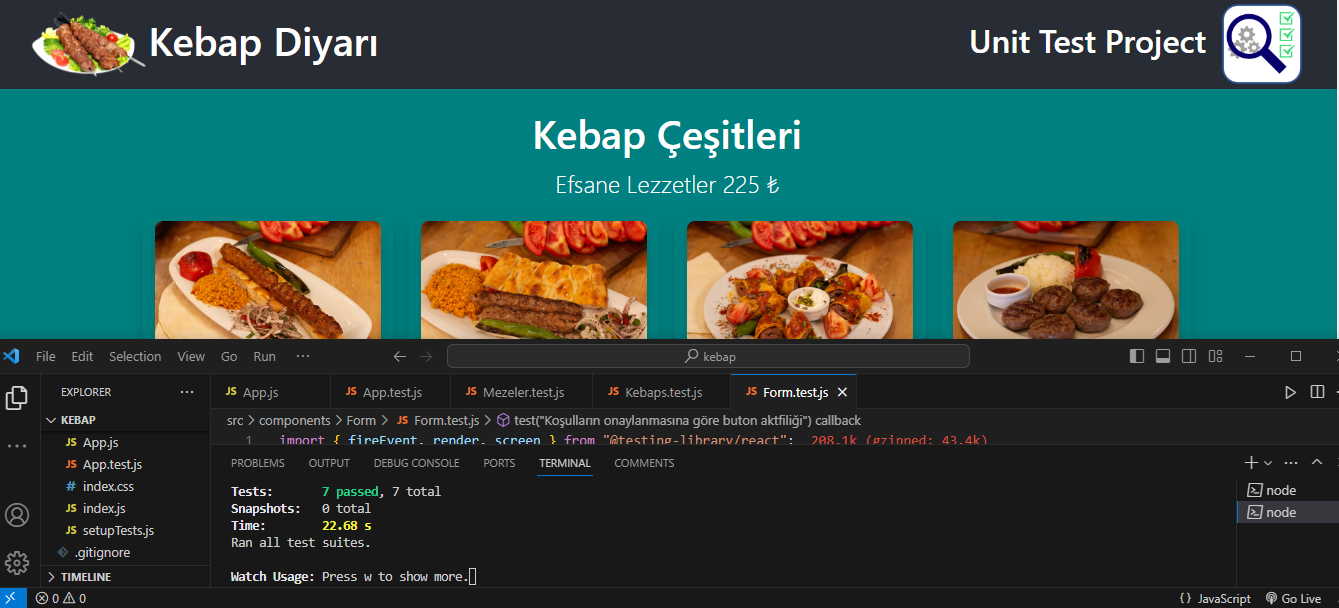 Kebap Diyarı
Unit Test Project
Kebap Çeşitleri
Efsane Lezzetler 225 ₺
File Edit Selection View Go Run ···
kebap
EXPLORER ···
JS App.js
JS App.test.js
JS Mezeler.test.js
JS Kebaps.test.js
JS Form.test.js
KEBAP
src > components > Form > JS Form.test.js > test("Koşulların onaylanmasına göre buton aktfiliği") callback
1 import { fireEvent, render, screen } from "@testing-library/react"; 208.1k (gzipped: 43.4k)
JS App.js
JS App.test.js
# index.css
JS index.js
JS setupTests.js
.gitignore
TIMELINE
PROBLEMS OUTPUT DEBUG CONSOLE PORTS TERMINAL COMMENTS
Tests: 7 passed, 7 total
Snapshots: 0 total
Time: 22.68 s
Ran all test suites.
Watch Usage: Press w to show more.
node
node
0 0
{} JavaScript Go Live